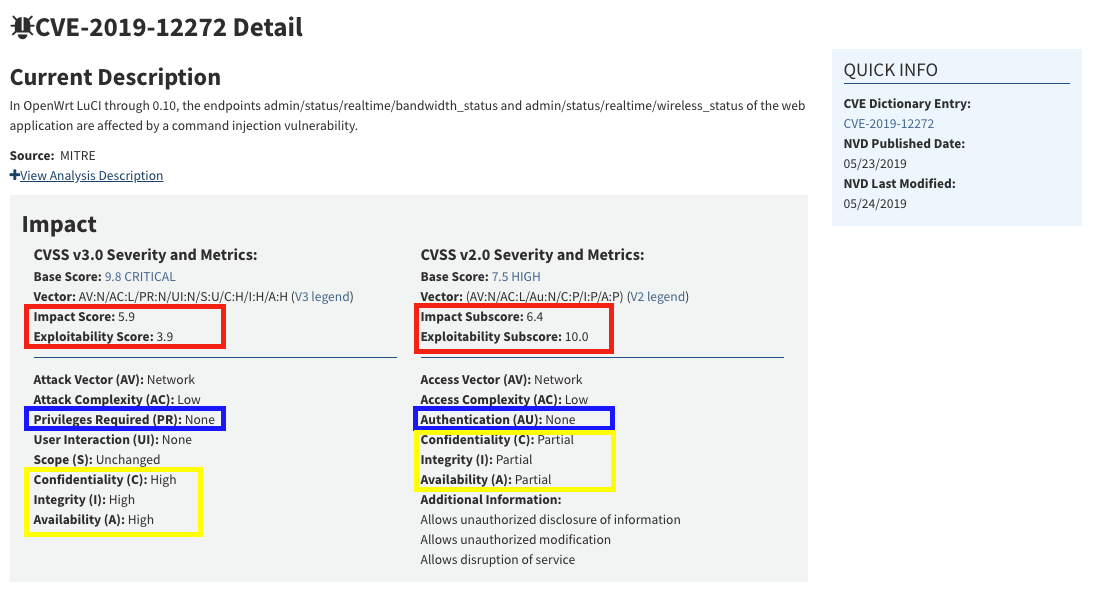 CVE-2019-12272 Detail
Current Description
In OpenWrt LuCI through 0.10, the endpoints admin/status/realtime/bandwidth_status and admin/status/realtime/wireless_status of the web
application are affected by a command injection vulnerability.
Source: MITRE
View Analysis Description
QUICK INFO
CVE Dictionary Entry:
CVE-2019-12272
NVD Published Date:
05/23/2019
NVD Last Modified:
05/24/2019
Impact
CVSS v3.0 Severity and Metrics:
Base Score: 9.8 CRITICAL
Vector: AV:N/AC:L/PR:N/UI:N/S:U/C:H/I:H/A:H (V3 legend)
Impact Score: 5.9
Exploitability Score: 3.9
Attack Vector (AV): Network
Attack Complexity (AC): Low
Privileges Required (PR): None
User Interaction (UI): None
Scope (S): Unchanged
Confidentiality (C): High
Integrity (I): High
Availability (A): High
CVSS v2.0 Severity and Metrics:
Base Score: 7.5 HIGH
Vector: (AV:N/AC:L/Au:N/C:P/I:P/A:P) (V2 legend)
Impact Subscore: 6.4
Exploitability Subscore: 10.0
Access Vector (AV): Network
Access Complexity (AC): Low
Authentication (AU): None
Confidentiality (C): Partial
Integrity (I): Partial
Availability (A): Partial
Additional Information:
Allows unauthorized disclosure of information
Allows unauthorized modification
Allows disruption of service